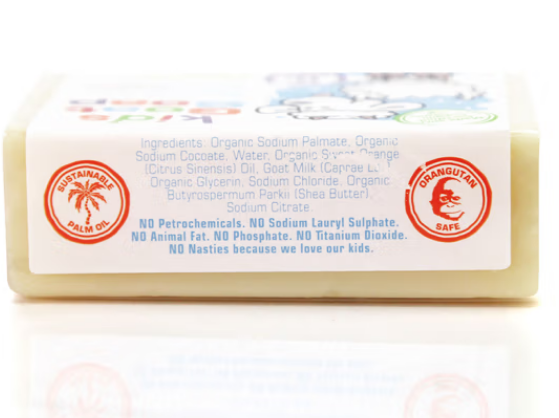 kids
Goat
Soap
Ingredients: Organic Sodium Palmate, Organic
Sodium Cocoate, Water, Organic Sweet Orange
(Citrus Sinensis) Oil, Goat Milk (Caprae
Organic Glycerin, Sodium Chloride, Organic
Butyrospermum Parkii (Shea Butter),
Sodium Citrate.
NO Petrochemicals. NO Sodium Lauryl Sulphate.
NO Animal Fat. NO Phosphate. NO Titanium Dioxide.
NO Nasties because we love our kids.
SUSTAINABLE
PALM OIL
ORANGUTAN
SAFE